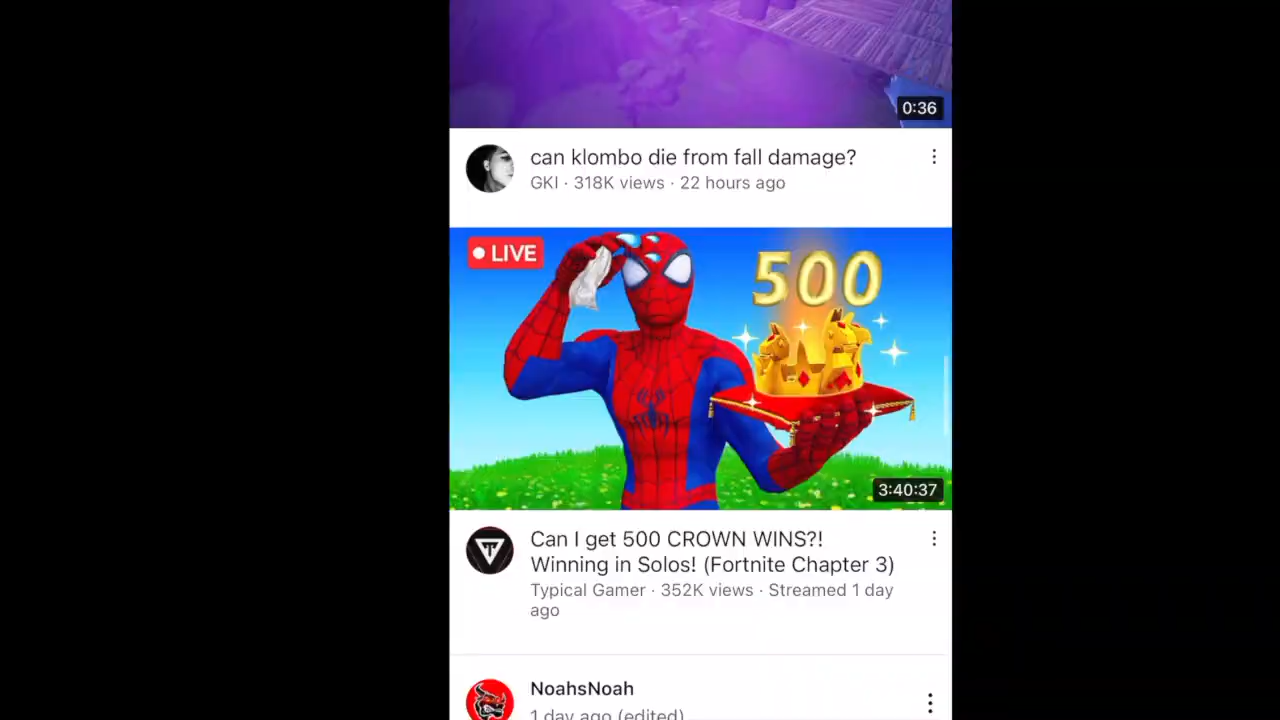 0:36
can klombo die from fall damage?
GKI · 318K views · 22 hours ago
LIVE
500
3:40:37
Can I get 500 CROWN WINS?!
Winning in Solos! (Fortnite Chapter 3)
Typical Gamer · 352K views · Streamed 1 day
ago
NoahsNoah
1 day ago (edited)